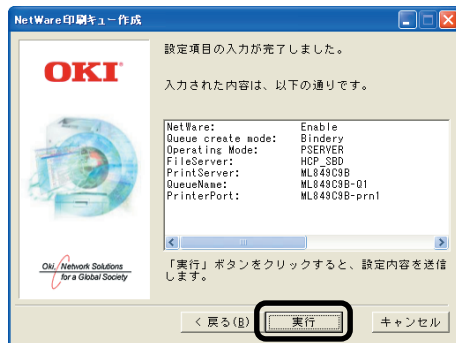 NetWare印刷キュー作成
OKI
設定項目の入力が完了しました。
入力された内容は、以下の通りです。
NetWare: Enable
Queue create mode: Bindery
Operating Mode: PSERVER
FileServer: HCP_SBD
PrintServer: ML849C9B
QueueName: ML849C9B-Q1
PrinterPort: ML849C9B-prn1
Oki, Network Solutions
for a Global Society
「実行」ボタンをクリックすると、設定内容を送信
します。
< 戻る(B)
実行
キャンセル